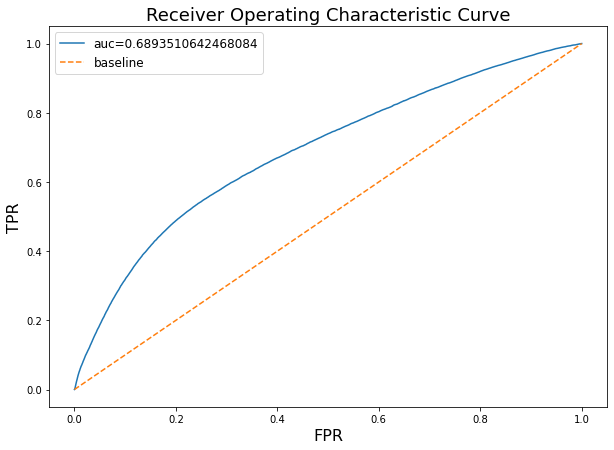 Receiver Operating Characteristic Curve
auc=0.6893510642468084
baseline
1.0
0.8
0.6
0.4
0.2
0.0
TPR
0.0 0.2 0.4 0.6 0.8 1.0
FPR